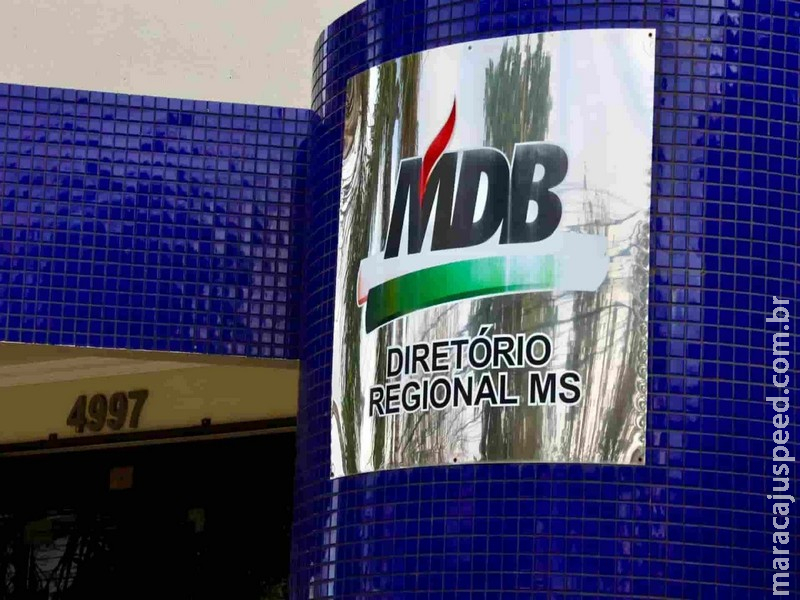 MDB
DIRETÓRIO
REGIONAL MS
4997
maracajuspeed.com.br